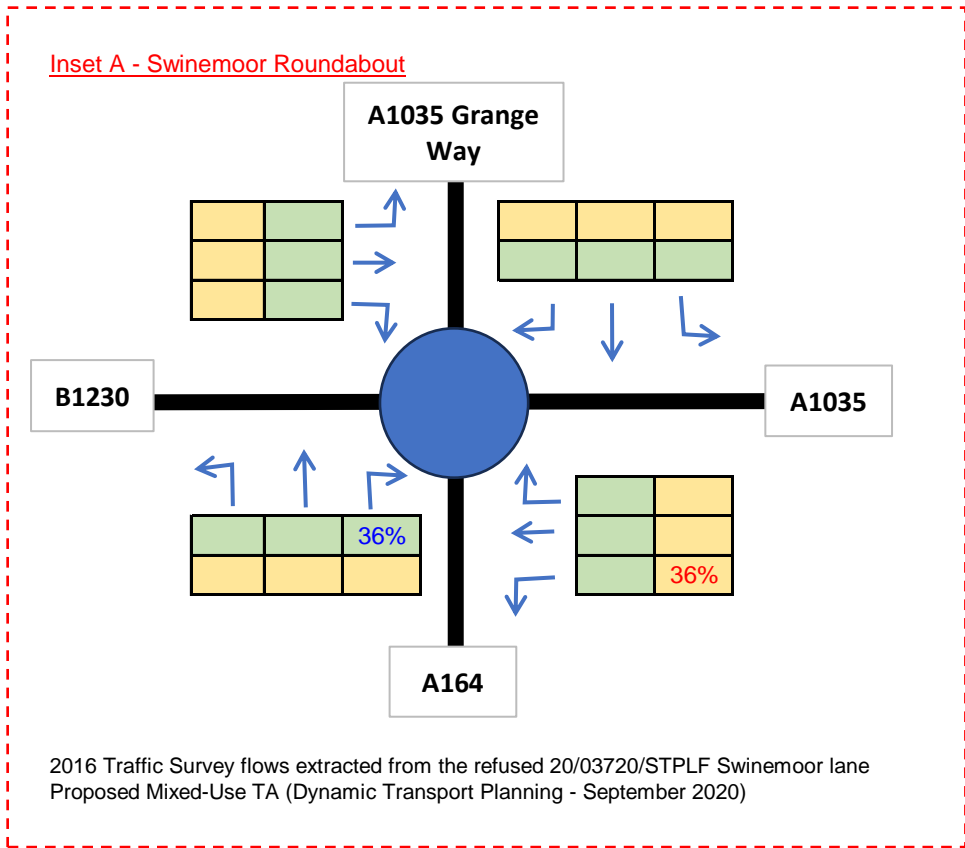 Inset A - Swinemoor Roundabout
A1035 Grange
Way
B1230
A1035
36%
36%
A164
2016 Traffic Survey flows extracted from the refused 20/03720/STPLF Swinemoor lane
Proposed Mixed-Use TA (Dynamic Transport Planning - September 2020)